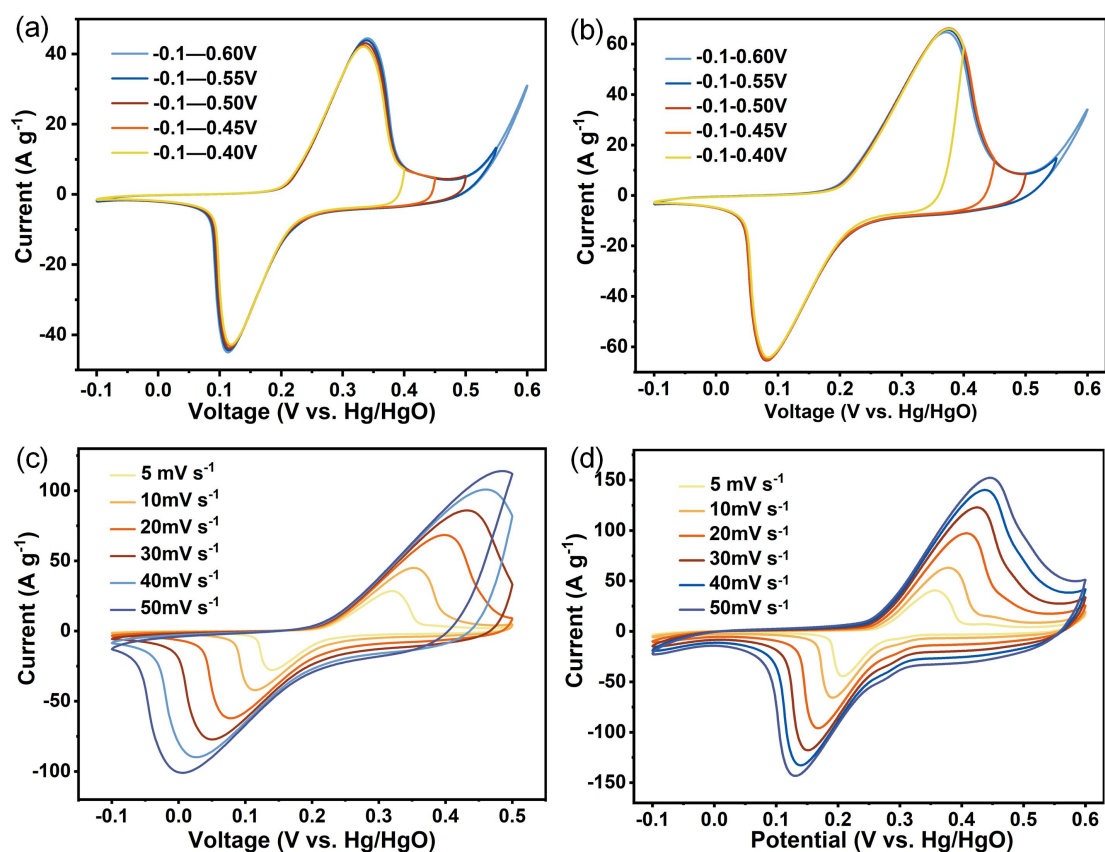 (a)
-0.1—0.60V
-0.1—0.55V
-0.1—0.50V
-0.1—0.45V
-0.1—0.40V
40
20
0
-20
-40
Current (A g⁻¹)
-0.1 0.0 0.1 0.2 0.3 0.4 0.5 0.6
Voltage (V vs. Hg/HgO)
(b)
-0.1-0.60V
-0.1-0.55V
-0.1-0.50V
-0.1-0.45V
-0.1-0.40V
60
40
20
0
-20
-40
-60
Current (A g⁻¹)
-0.1 0.0 0.1 0.2 0.3 0.4 0.5 0.6
Voltage (V vs. Hg/HgO)
(c)
5 mV s⁻¹
10mV s⁻¹
20mV s⁻¹
30mV s⁻¹
40mV s⁻¹
50mV s⁻¹
100
50
0
-50
-100
Current (A g⁻¹)
-0.1 0.0 0.1 0.2 0.3 0.4 0.5
Voltage (V vs. Hg/HgO)
(d)
5 mV s⁻¹
10mV s⁻¹
20mV s⁻¹
30mV s⁻¹
40mV s⁻¹
50mV s⁻¹
150
100
50
0
-50
-100
-150
Current (A g⁻¹)
-0.1 0.0 0.1 0.2 0.3 0.4 0.5 0.6
Potential (V vs. Hg/HgO)